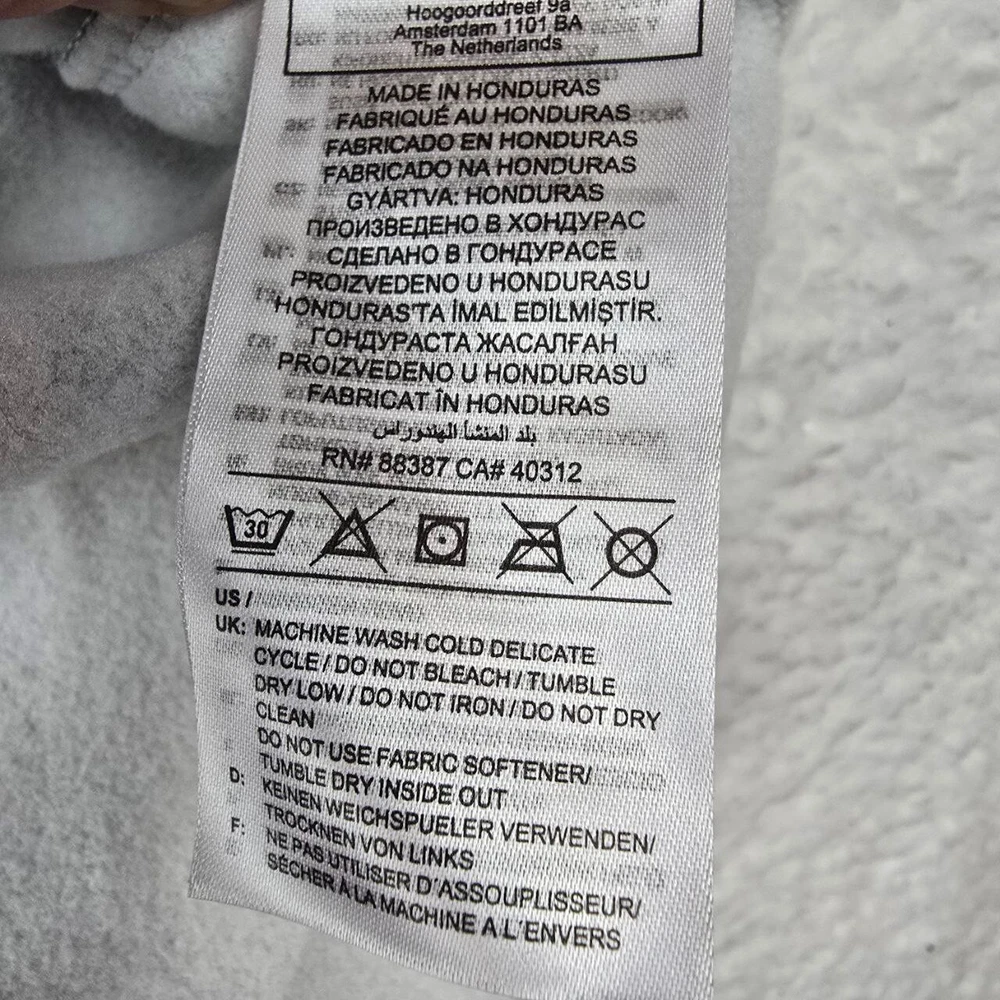 Hoogoorddreef 9a
Amsterdam 1101 BA
The Netherlands
MADE IN HONDURAS
FABRIQUÉ AU HONDURAS
FABRICADO EN HONDURAS
FABRICADO NA HONDURAS
GYÁRTVA: HONDURAS
ПРОИЗВЕДЕНО В ХОНДУРАС
СДЕЛАНО В ГОНДУРАСЕ
PROIZVEDENO U HONDURASU
HONDURAS'TA İMAL EDİLMİŞTİR.
ГОНДУРАСТА ЖАСАЛҒАН
PROIZVEDENO U HONDURASU
FABRICAT ÎN HONDURAS
بلد المنشأ الهندوراس
RN# 88387 CA# 40312
30
US /
UK: MACHINE WASH COLD DELICATE
CYCLE / DO NOT BLEACH / TUMBLE
DRY LOW / DO NOT IRON / DO NOT DRY
CLEAN
DO NOT USE FABRIC SOFTENER/
TUMBLE DRY INSIDE OUT
D: KEINEN WEICHSPUELER VERWENDEN/
TROCKNEN VON LINKS
F: NE PAS UTILISER D'ASSOUPLISSEUR/
SÉCHER À LA MACHINE A L'ENVERS